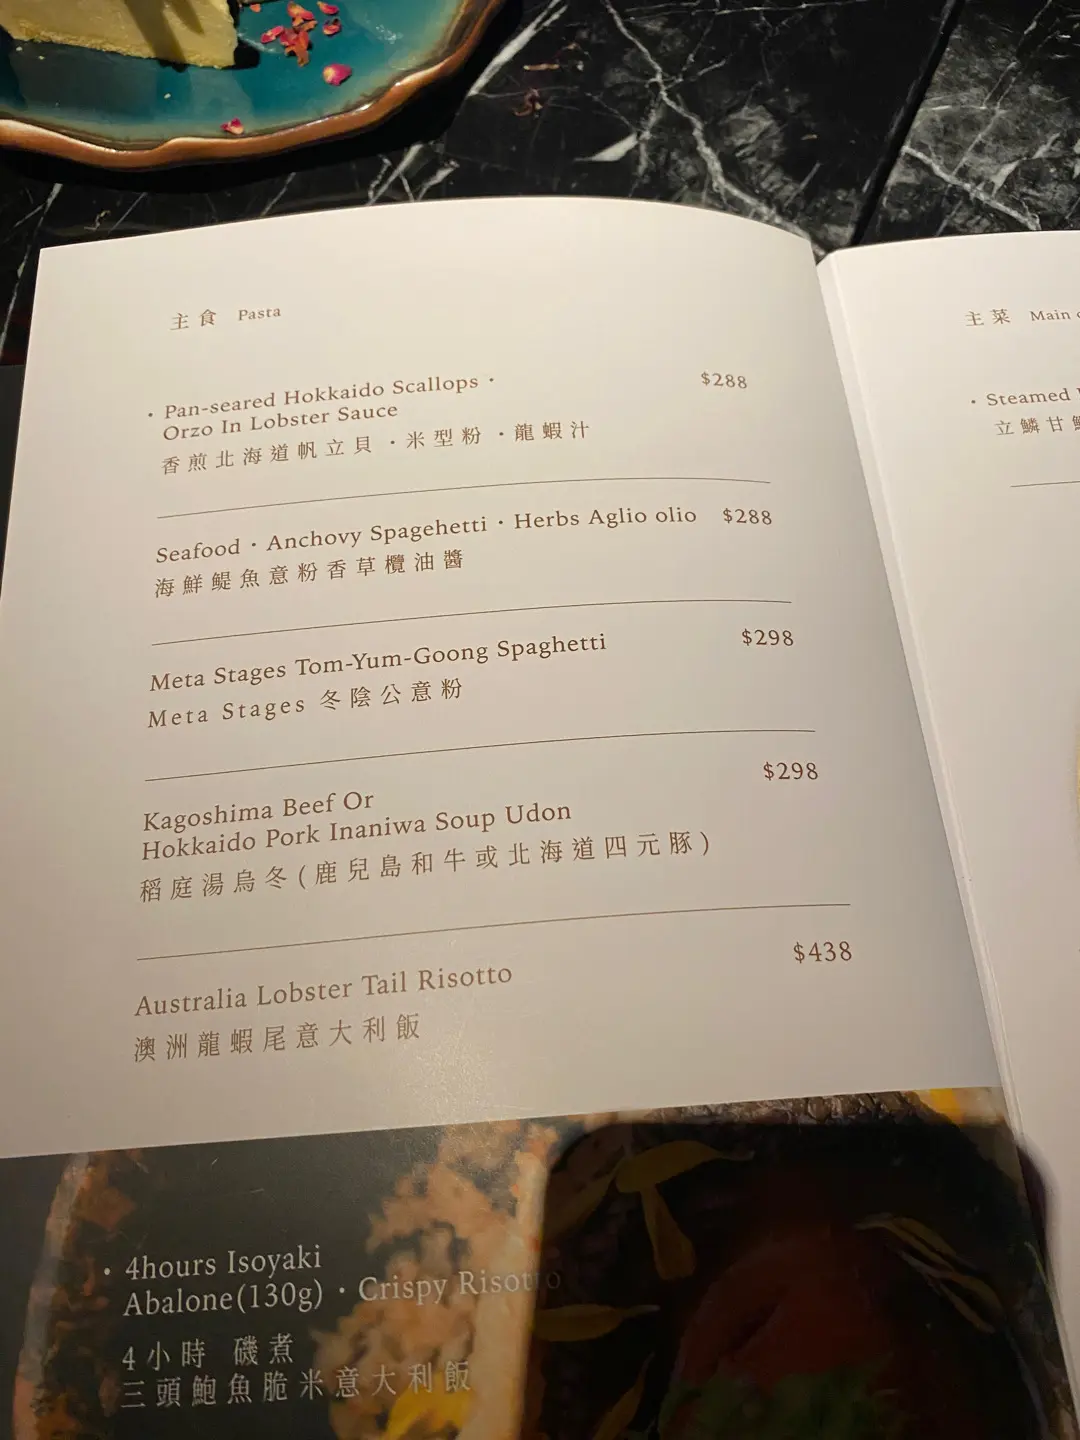 主食 Pasta
• Pan-seared Hokkaido Scallops •
Orzo In Lobster Sauce
$288
香煎北海道帆立貝・米型粉・龍蝦汁
Seafood • Anchovy Spagehetti • Herbs Aglio olio $288
海鮮鯷魚意粉香草欖油醬
Meta Stages Tom-Yum-Goong Spaghetti $298
Meta Stages 冬陰公意粉
Kagoshima Beef Or
Hokkaido Pork Inaniwa Soup Udon
$298
稻庭湯烏冬(鹿兒島和牛或北海道四元豚)
Australia Lobster Tail Risotto $438
澳洲龍蝦尾意大利飯
• 4hours Isoyaki
Abalone(130g) • Crispy Risotto
4小時 磯煮
三頭鮑魚脆米意大利飯
主菜 Main
• Steamed
立鱗甘